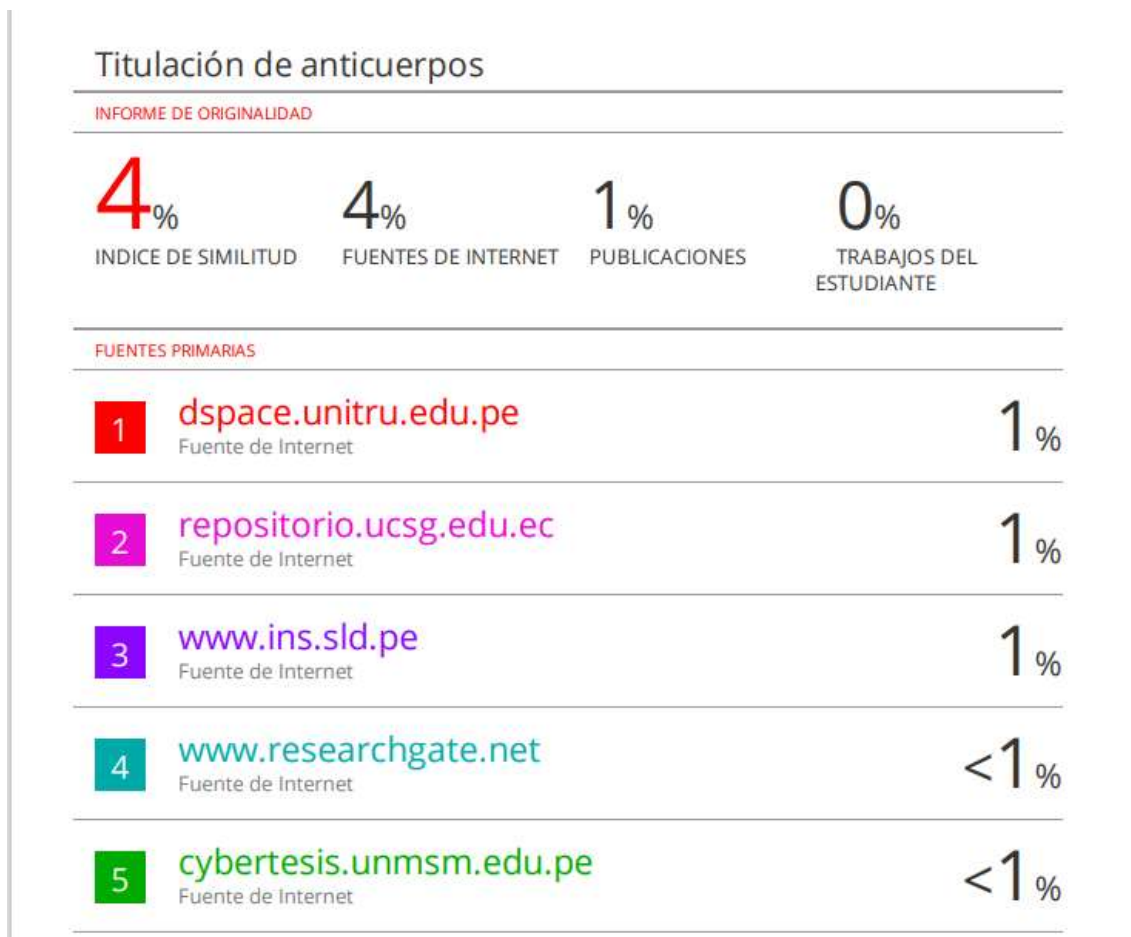 Titulación de anticuerpos
INFORME DE ORIGINALIDAD
4%
4%
1%
0%
INDICE DE SIMILITUD
FUENTES DE INTERNET
PUBLICACIONES
TRABAJOS DEL
ESTUDIANTE
FUENTES PRIMARIAS
1
dspace.unitru.edu.pe
Fuente de Internet
1%
2
repositorio.ucsg.edu.ec
Fuente de Internet
1%
3
www.ins.sld.pe
Fuente de Internet
1%
4
www.researchgate.net
Fuente de Internet
<1%
5
cybertesis.unmsm.edu.pe
Fuente de Internet
<1%